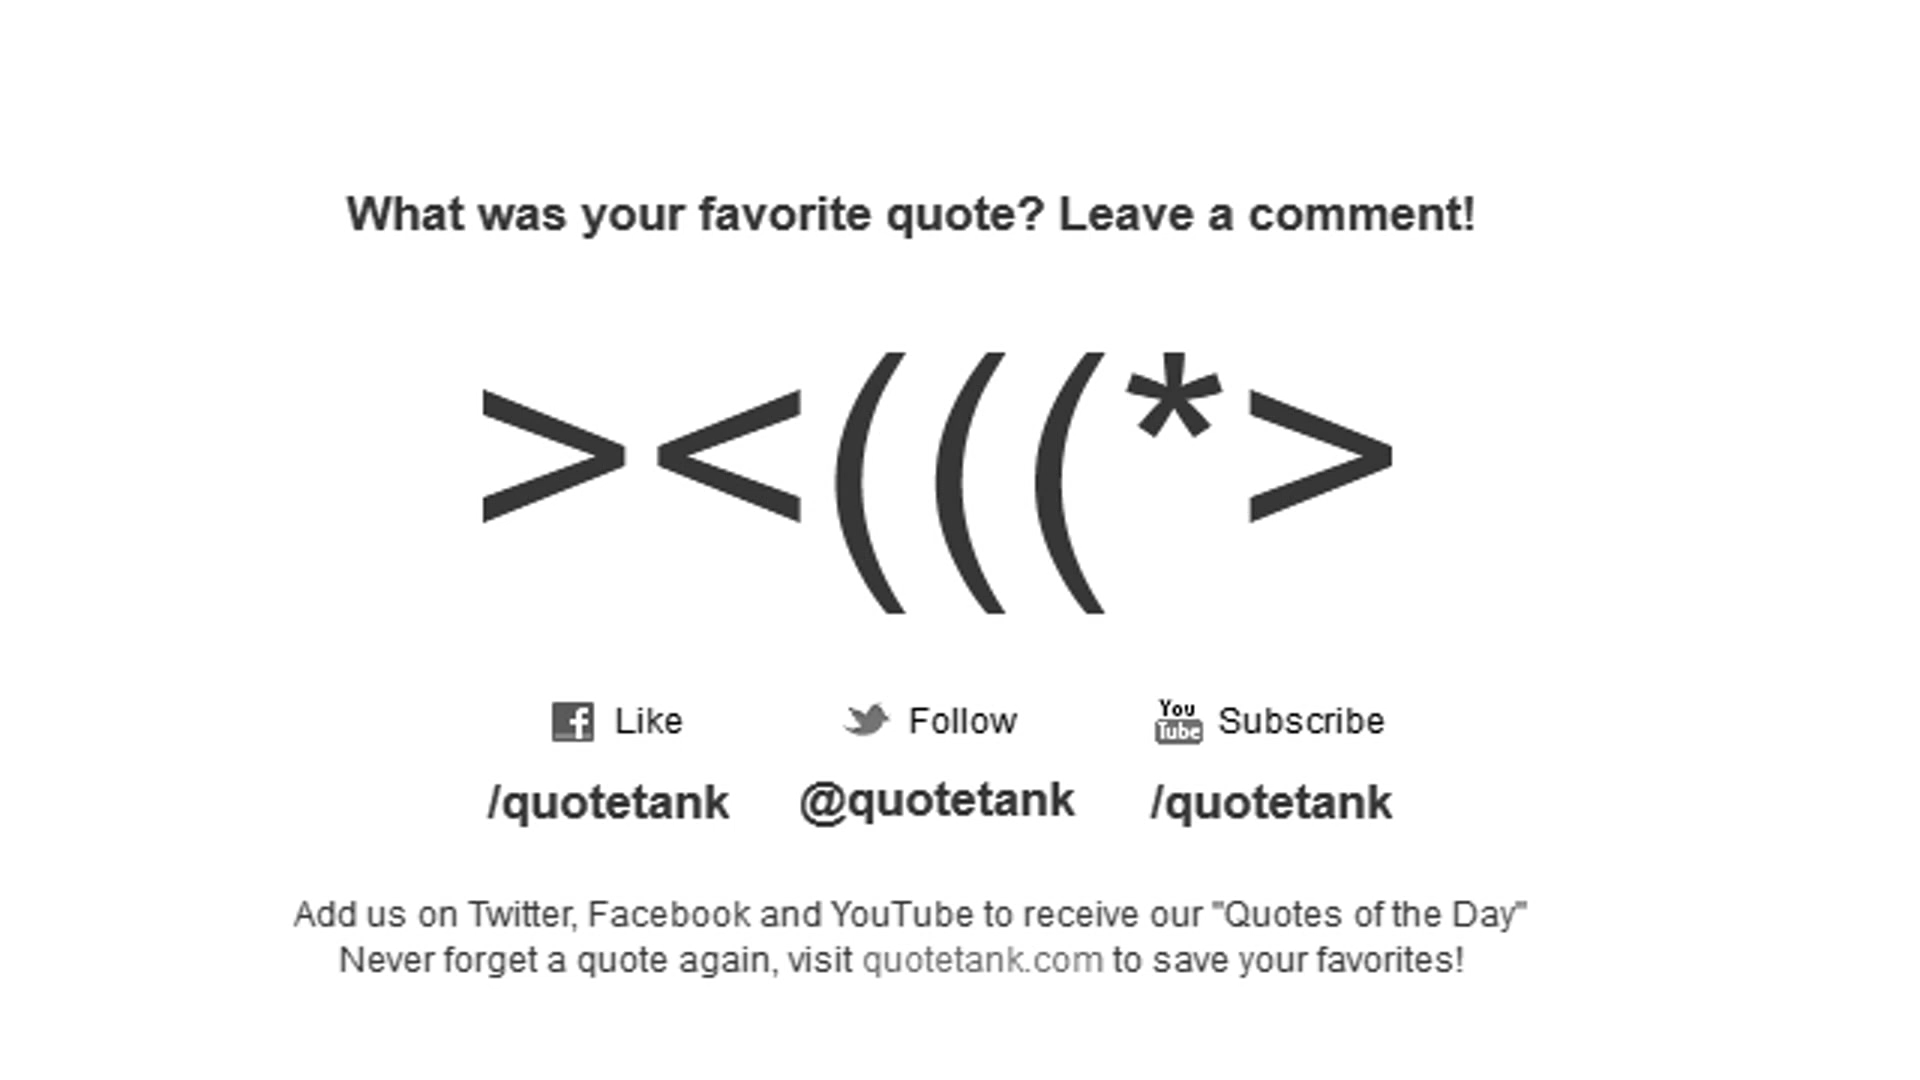 What was your favorite quote? Leave a comment!
><(((*>
f Like Follow You Tube Subscribe
/quotetank @quotetank /quotetank
Add us on Twitter, Facebook and YouTube to receive our "Quotes of the Day"
Never forget a quote again, visit quotetank.com to save your favorites!